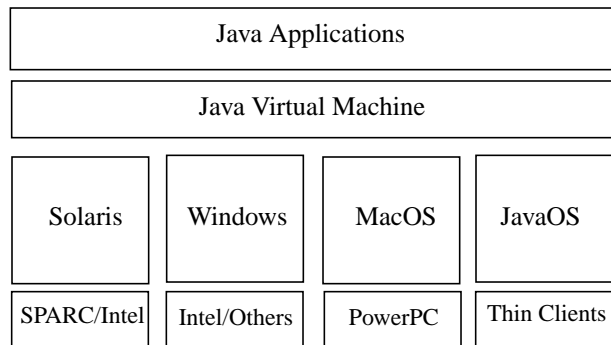 Java Applications
Java Virtual Machine
Solaris
Windows
MacOS
JavaOS
SPARC/Intel
Intel/Others
PowerPC
Thin Clients